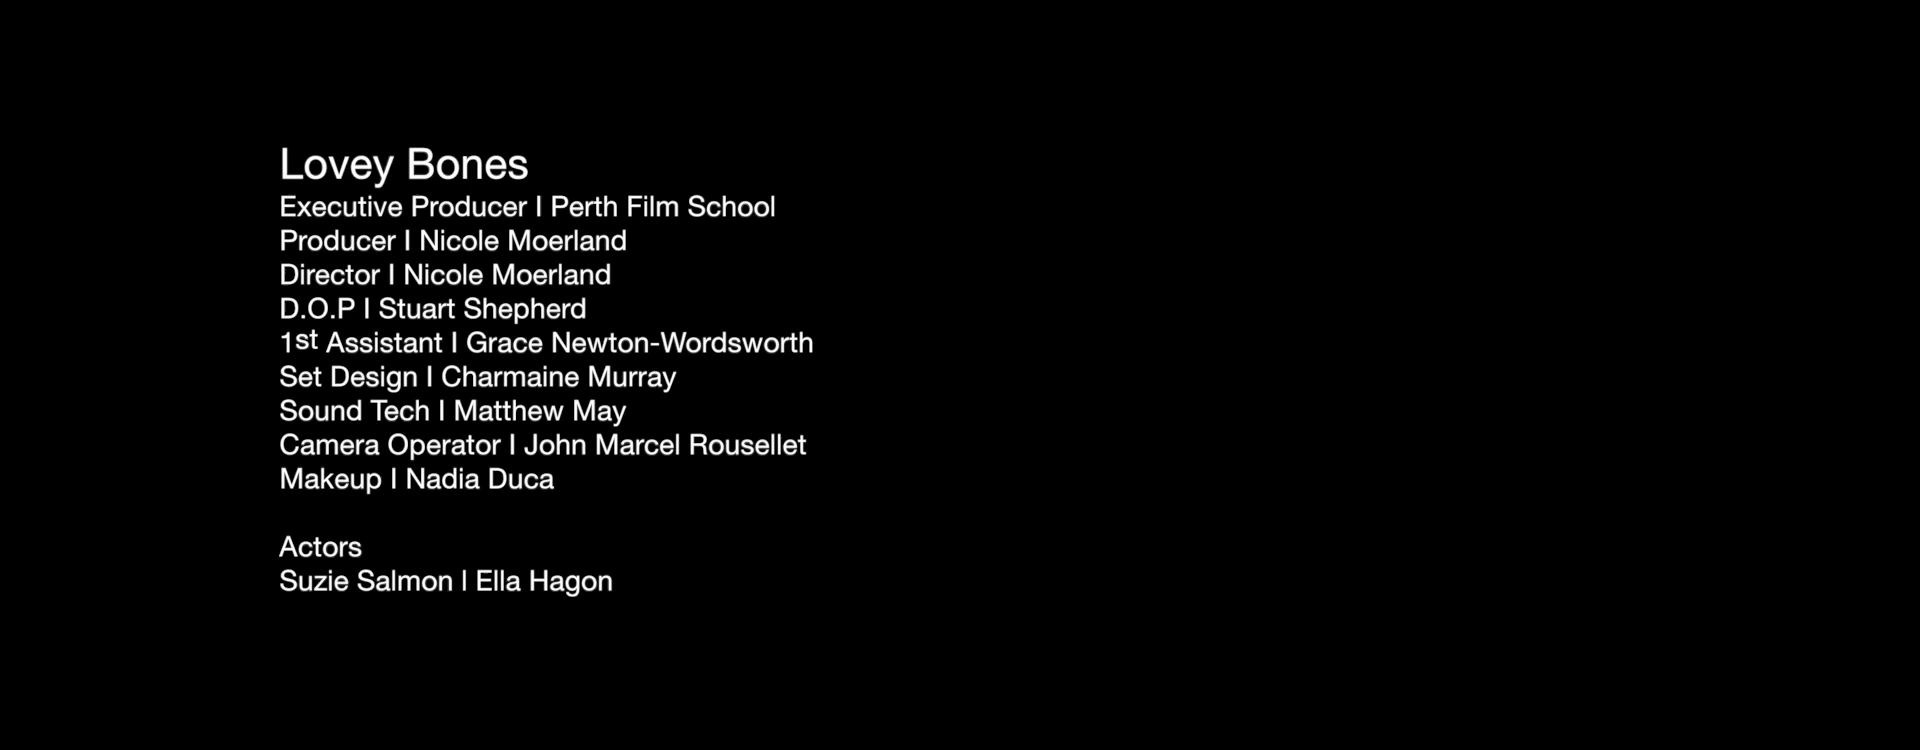 Lovey Bones
Executive Producer I Perth Film School
Producer I Nicole Moerland
Director I Nicole Moerland
D.O.P I Stuart Shepherd
1st Assistant I Grace Newton-Wordsworth
Set Design I Charmaine Murray
Sound Tech I Matthew May
Camera Operator I John Marcel Rousellet
Makeup I Nadia Duca
Actors
Suzie Salmon I Ella Hagon